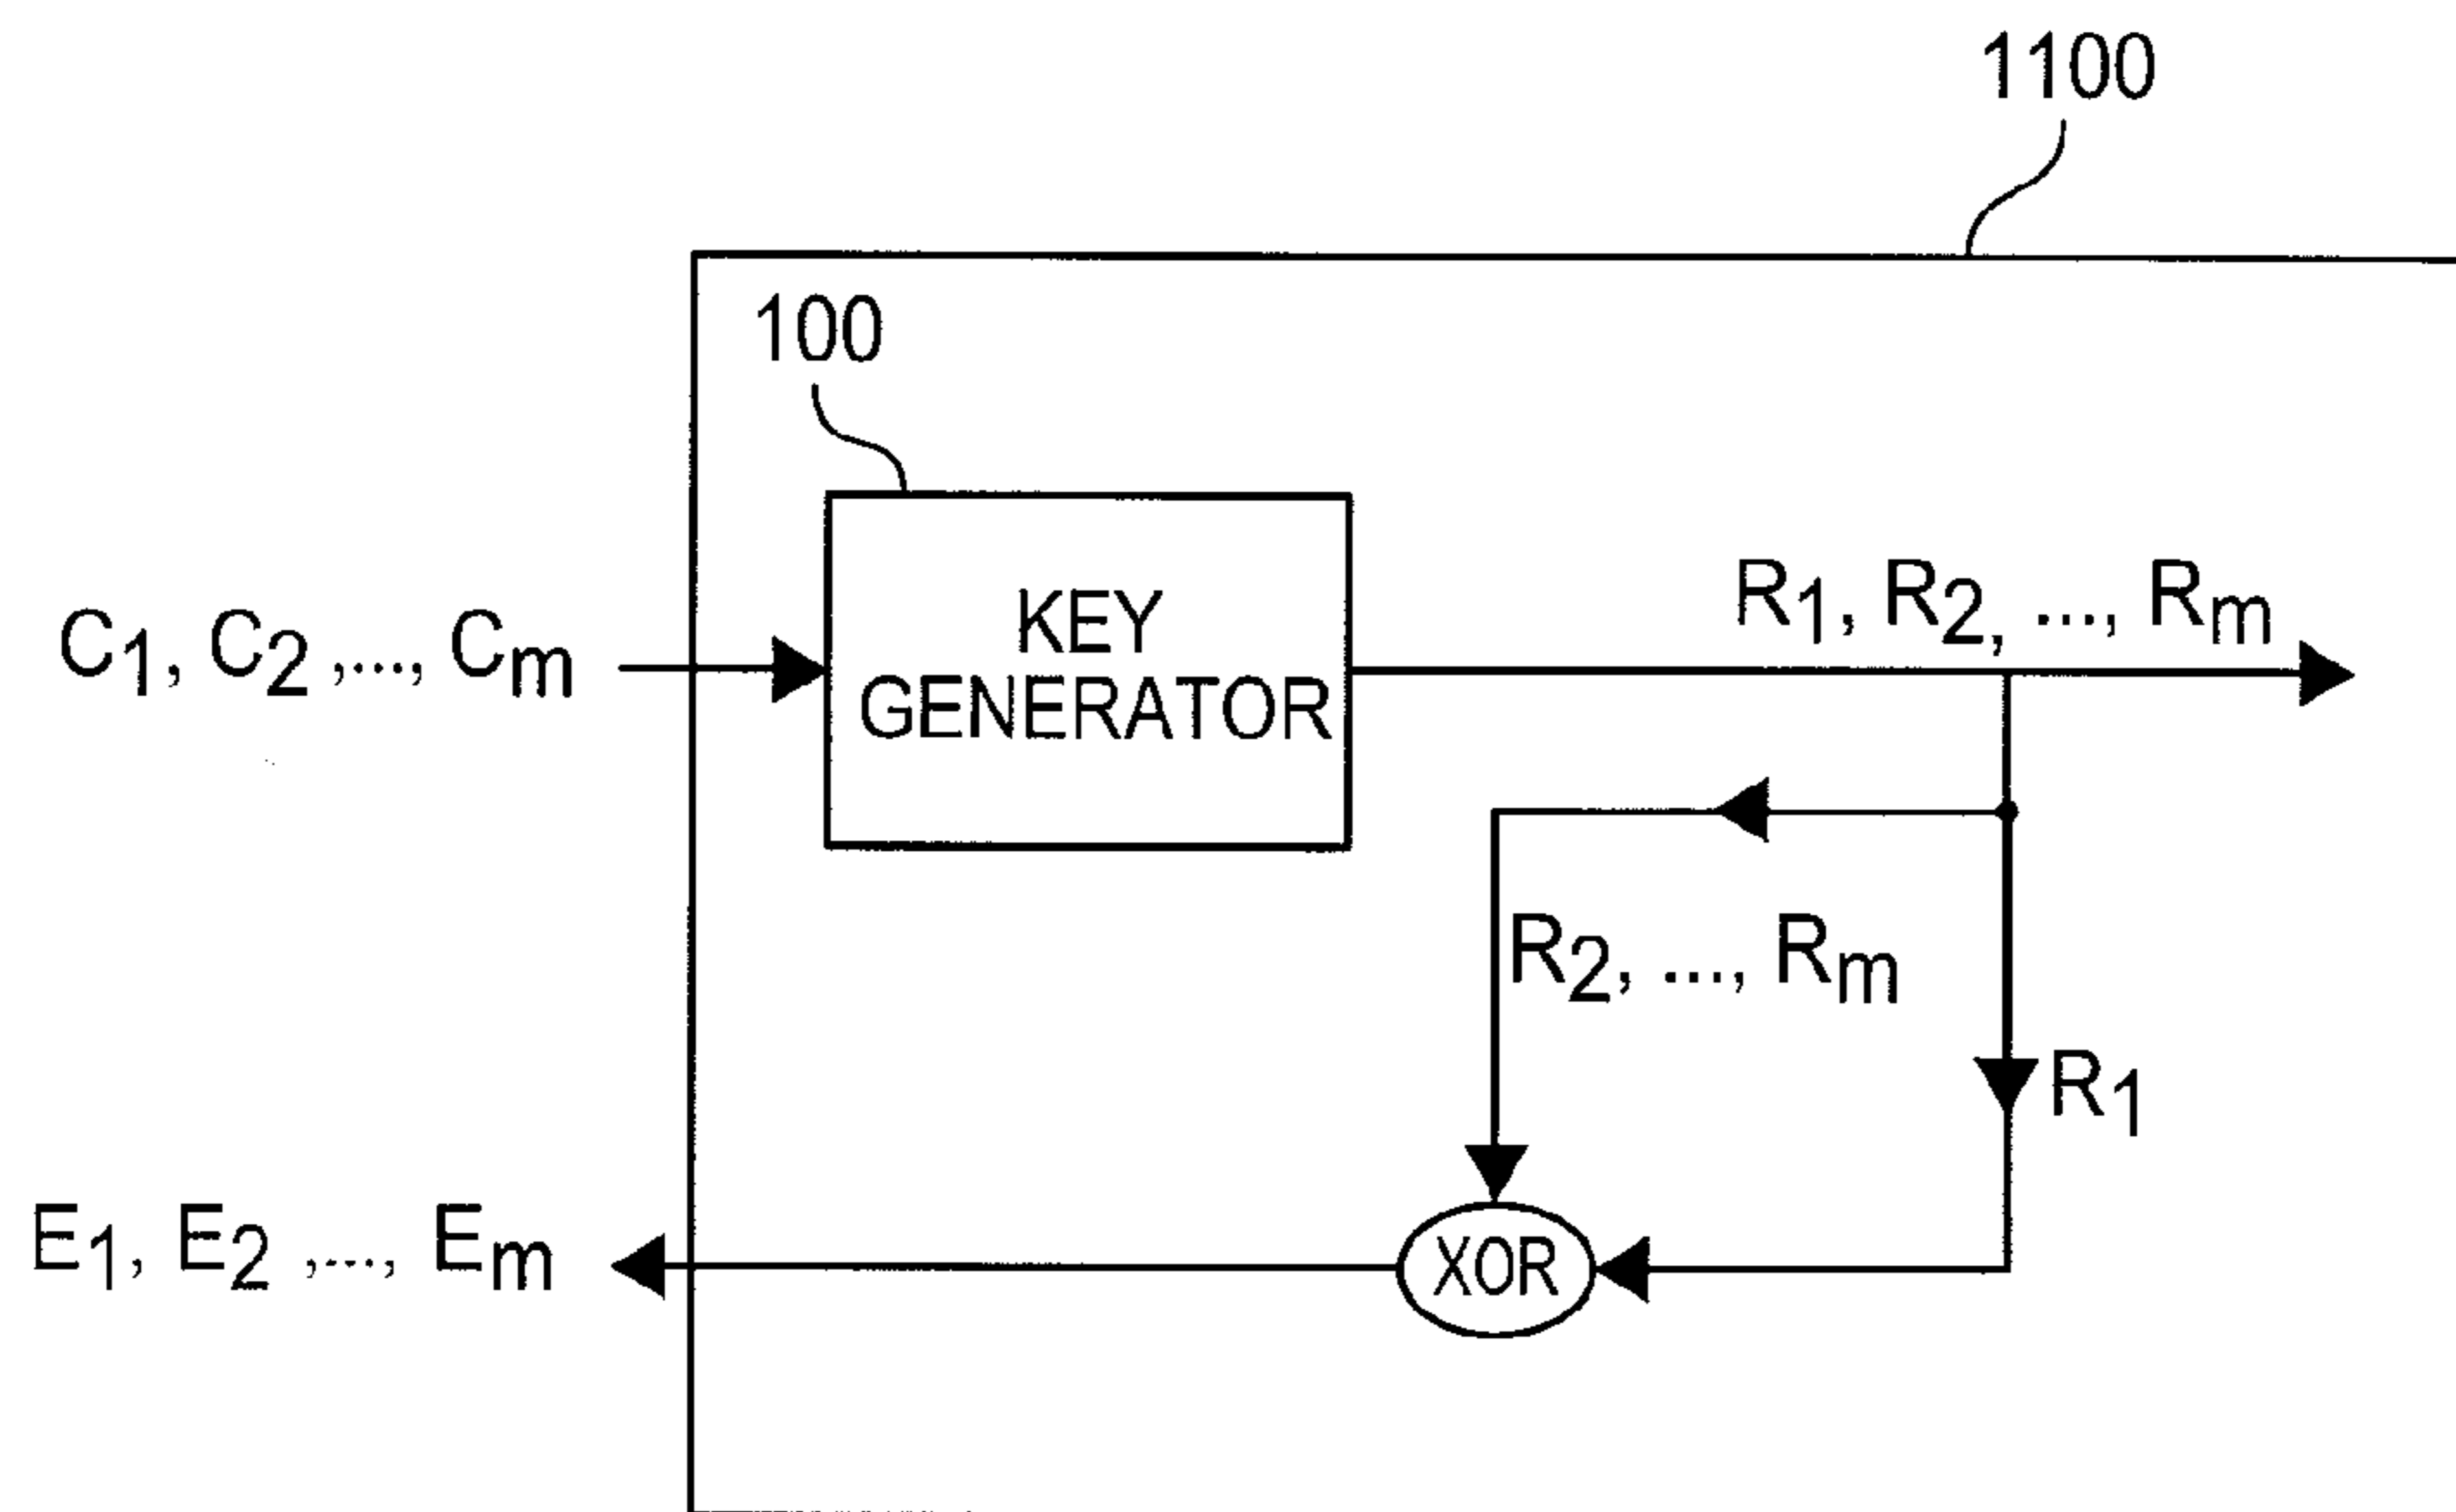 1100
100
KEY
GENERATOR
R1, R2, ..., Rm
C1, C2 ,..., Cm
R2, ..., Rm
R1
E1, E2 ,..., Em
XOR